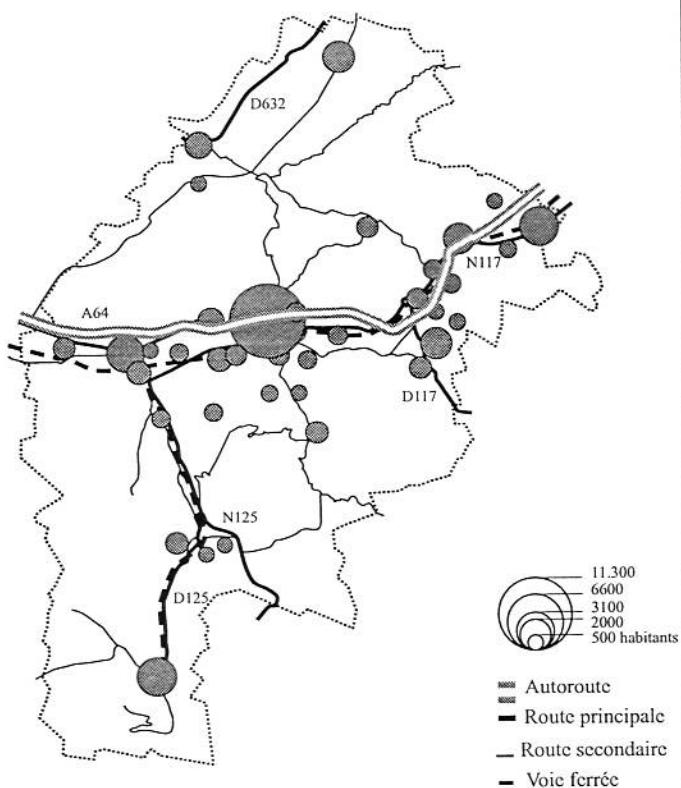 D632
N117
A64
D117
N125
D125
11.300
6600
3100
2000
500 habitants
Autoroute
Route principale
Route secondaire
Voie ferrée